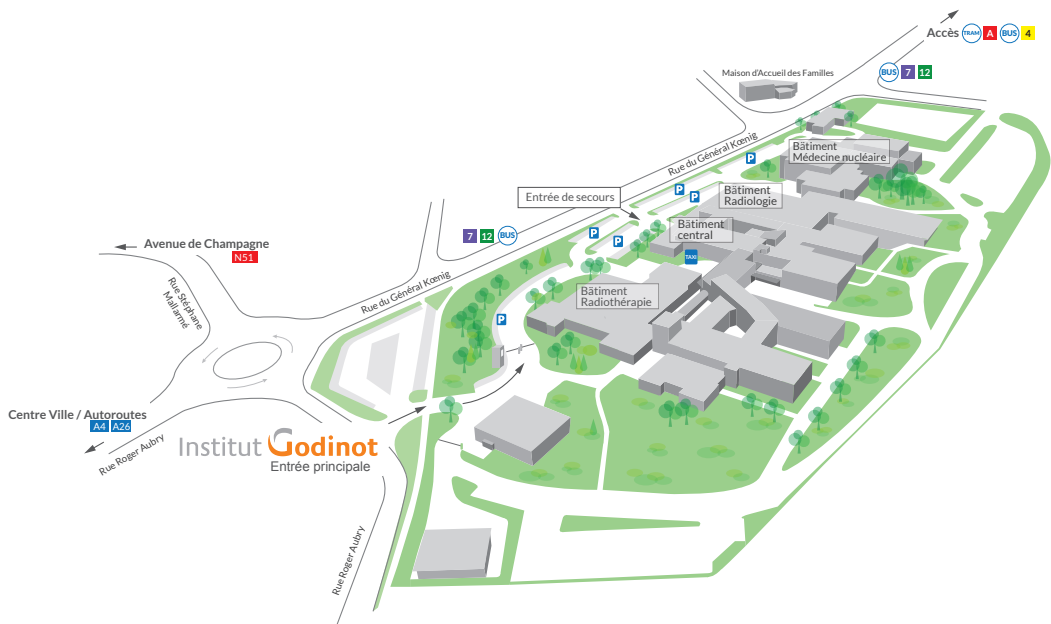 Accès TRAM A BUS 4
BUS 7 12
Maison d'Accueil des Familles
Rue du Général Kœnig
Bâtiment
Médecine nucléaire
P
Bâtiment
Radiologie
P
P
Entrée de secours
Bâtiment
central
P
P
TAXI
7 12 BUS
Avenue de Champagne
N51
Rue du Général Kœnig
Rue Stéphane
Mallarmé
Bâtiment
Radiothérapie
P
Centre Ville / Autoroutes
A4 A26
Rue Roger Aubry
Institut Godinot
Entrée principale
Rue Roger Aubry